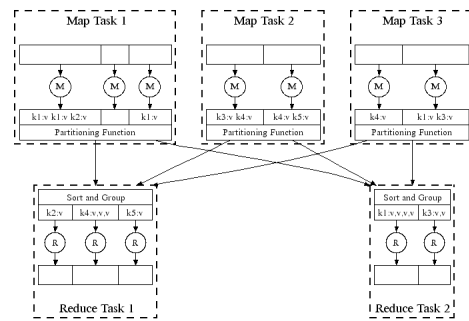 Map Task 1
Map Task 2
Map Task 3
M M M
M M
M M
k1:v k1:v k2:v
k1:v
k3:v k4:v
k4:v k5:v
k4:v
k1:v k3:v
Partitioning Function
Partitioning Function
Partitioning Function
Sort and Group
Sort and Group
k2:v
k4:v,v,v
k5:v
k1:v,v,v,v
k3:v,v
R R R
R R
Reduce Task 1
Reduce Task 2